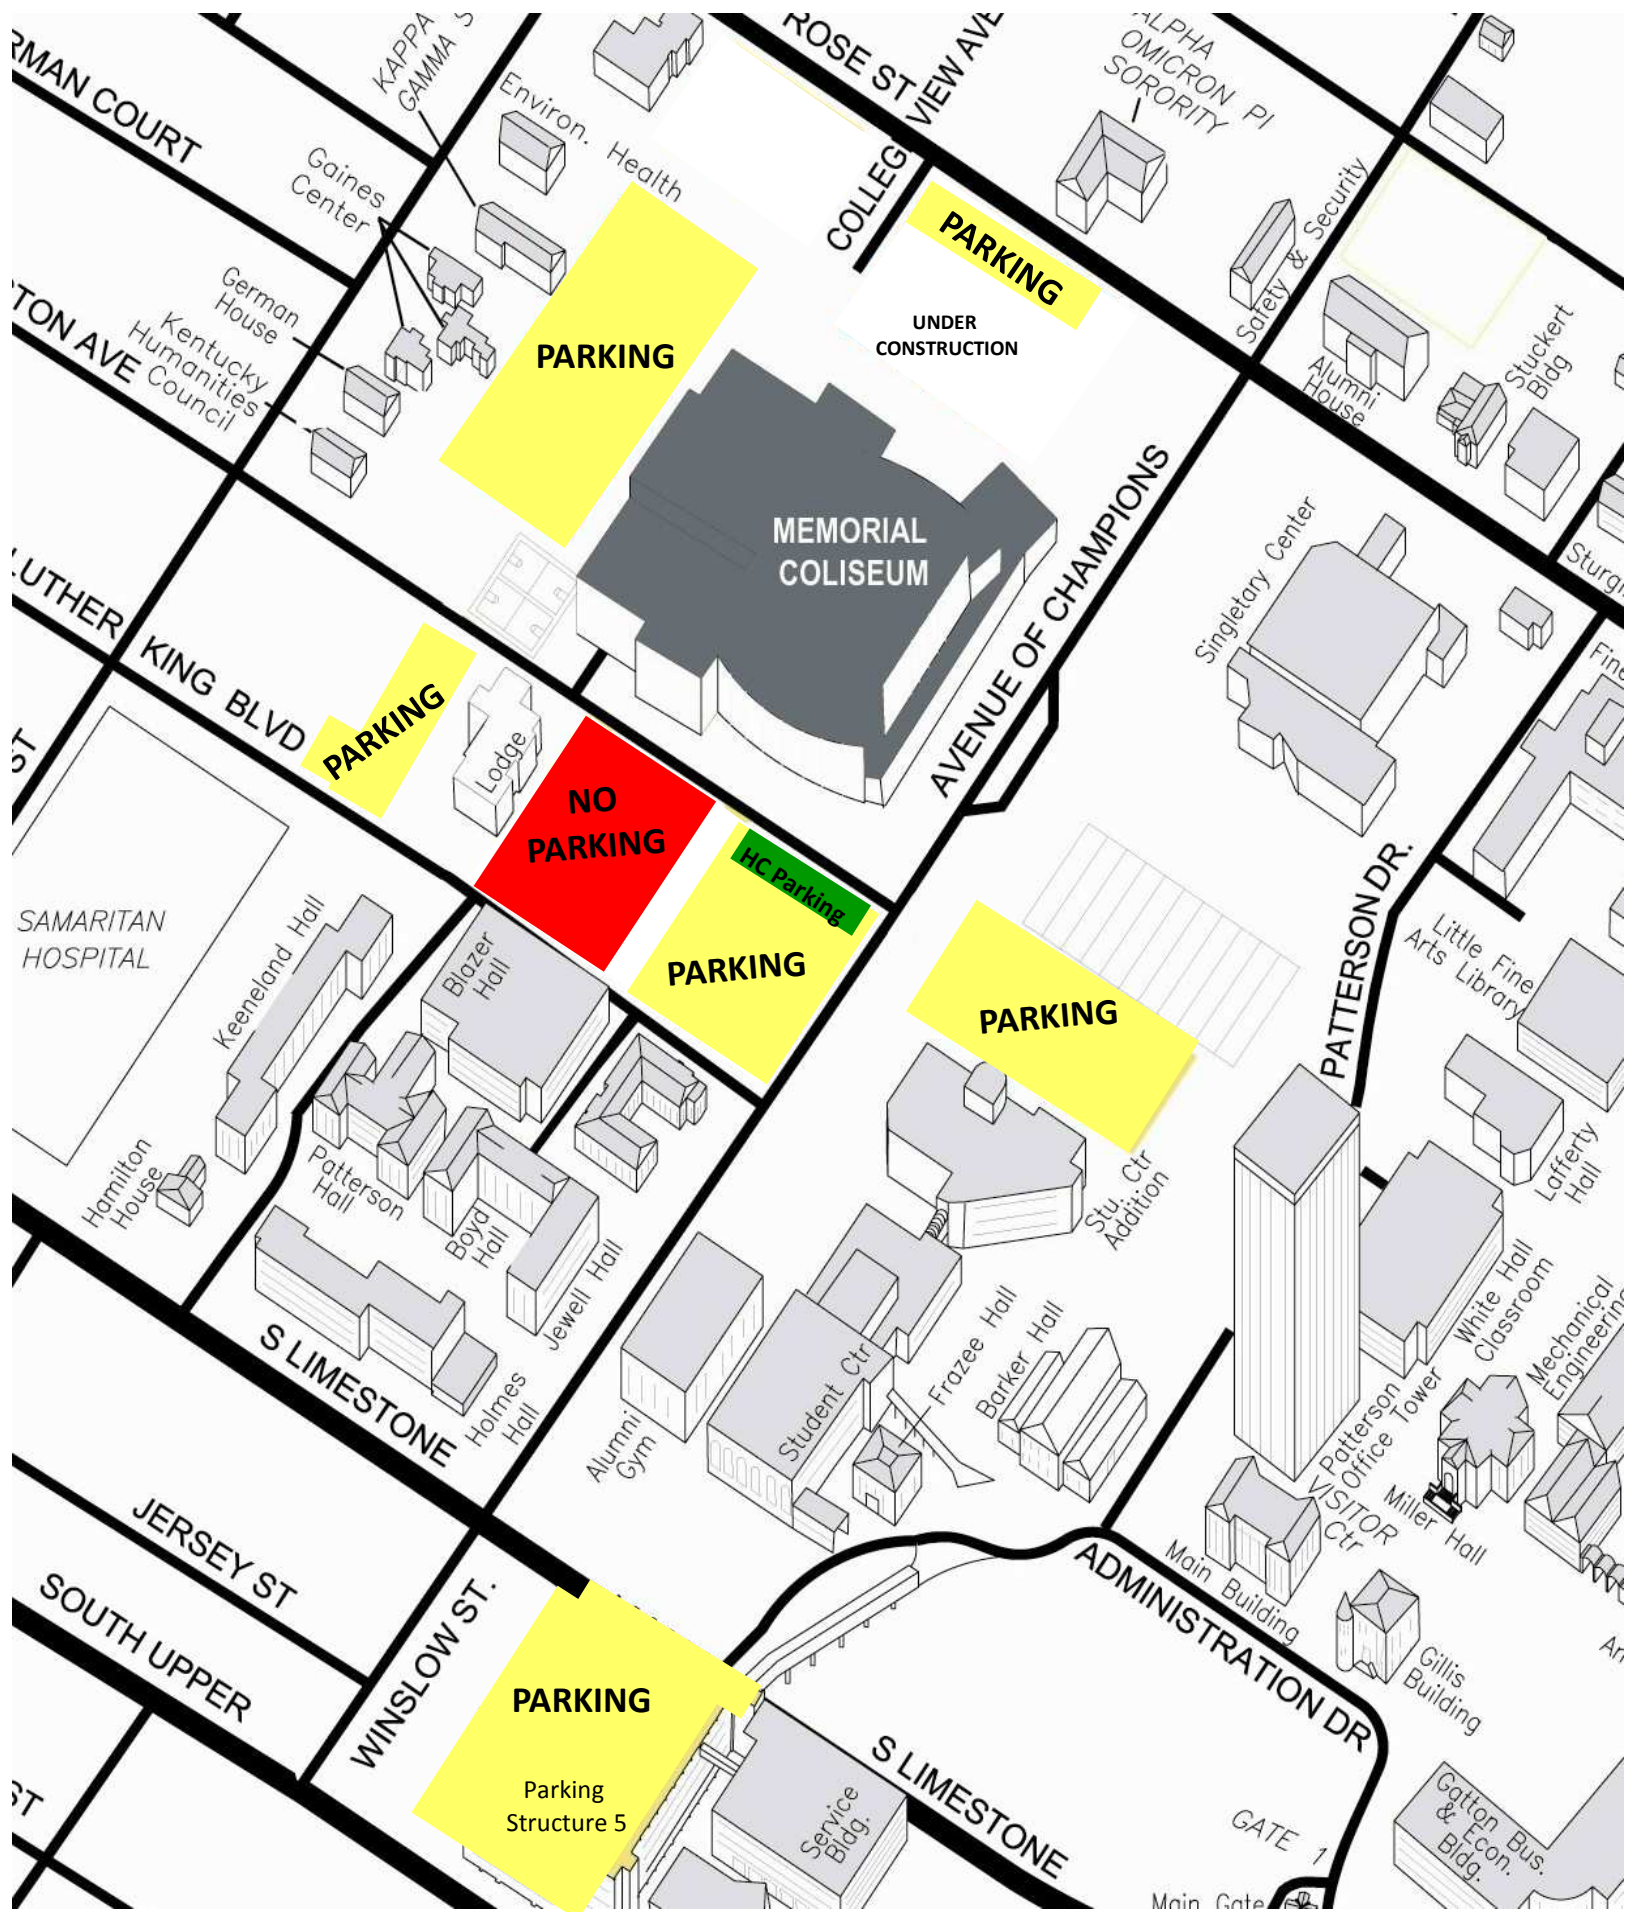 ROSE ST
COLLEGE VIEW AVE
ALPHA
OMICRON PI
SORORITY
KAPPA
GAMMA
Environ. Health
RMAN COURT
Gaines
Center
German
House
Kentucky
Humanities
Council
TON AVE
PARKING
PARKING
UNDER
CONSTRUCTION
Safety & Security
Alumni
House
Stuckert
Bldg
MEMORIAL
COLISEUM
AVENUE OF CHAMPIONS
Singletary Center
Sturgi
Fine
LUTHER KING BLVD
ST
PARKING
Lodge
NO
PARKING
HC Parking
PARKING
PARKING
PATTERSON DR.
Little Fine
Arts Library
SAMARITAN
HOSPITAL
Keeneland Hall
Blazer
Hall
Hamilton
House
Patterson
Hall
Boyd
Hall
Jewell Hall
Holmes
Hall
Stu. Ctr
Addition
Lafferty
Hall
White Hall
Classroom
Mechanical
Engineering
S LIMESTONE
Alumni
Gym
Student Ctr
Frazee Hall
Barker Hall
Patterson
Office Tower
VISITOR
Ctr
Miller Hall
Main Building
Gillis
Building
ADMINISTRATION DR
JERSEY ST
SOUTH UPPER
WINSLOW ST.
PARKING
Parking
Structure 5
Service
Bldg.
S LIMESTONE
GATE 1
Main Gate
Gatton Bus.
& Econ.
Bldg.
ST